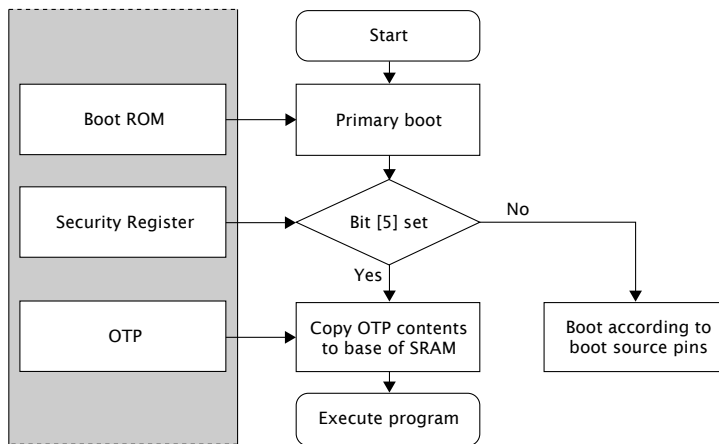 Start
Boot ROM
Primary boot
Security Register
Bit [5] set
No
Yes
OTP
Copy OTP contents
to base of SRAM
Boot according to
boot source pins
Execute program